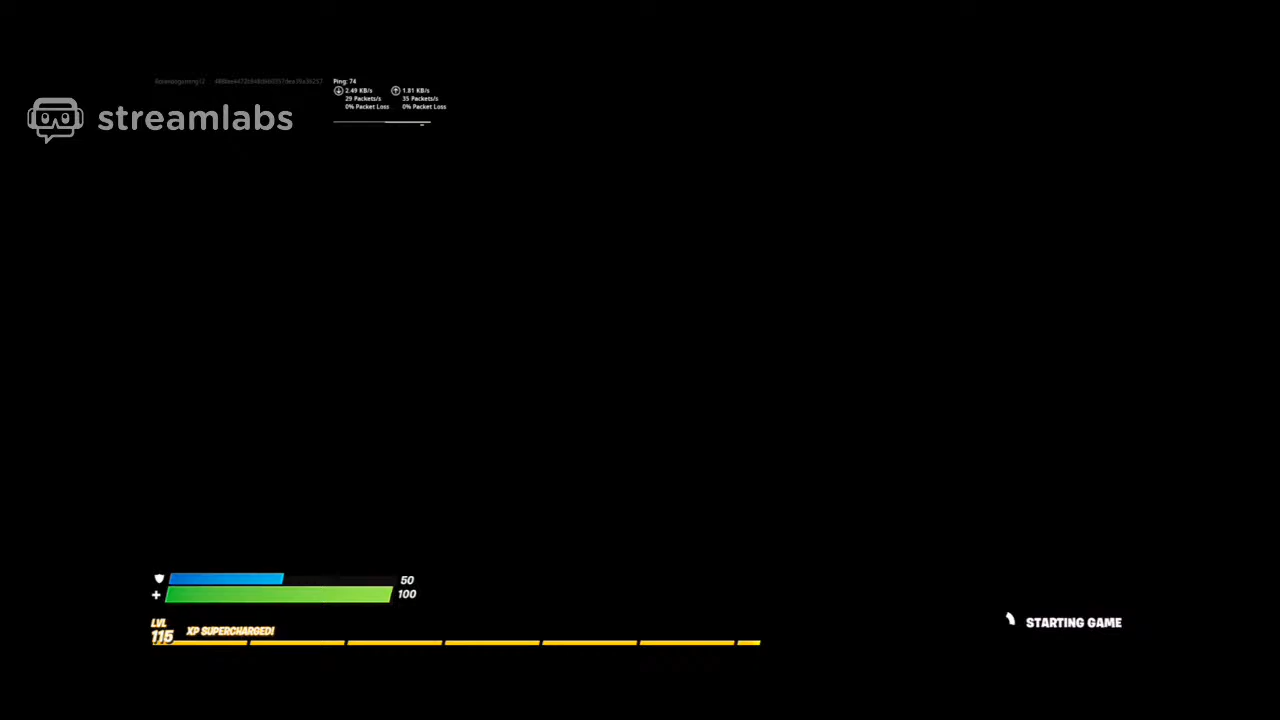 Ping: 74
2.49 KB/s 1.81 KB/s
29 Packets/s 35 Packets/s
0% Packet Loss 0% Packet Loss
streamlabs
50
100
LVL
115 XP SUPERCHARGED!
STARTING GAME